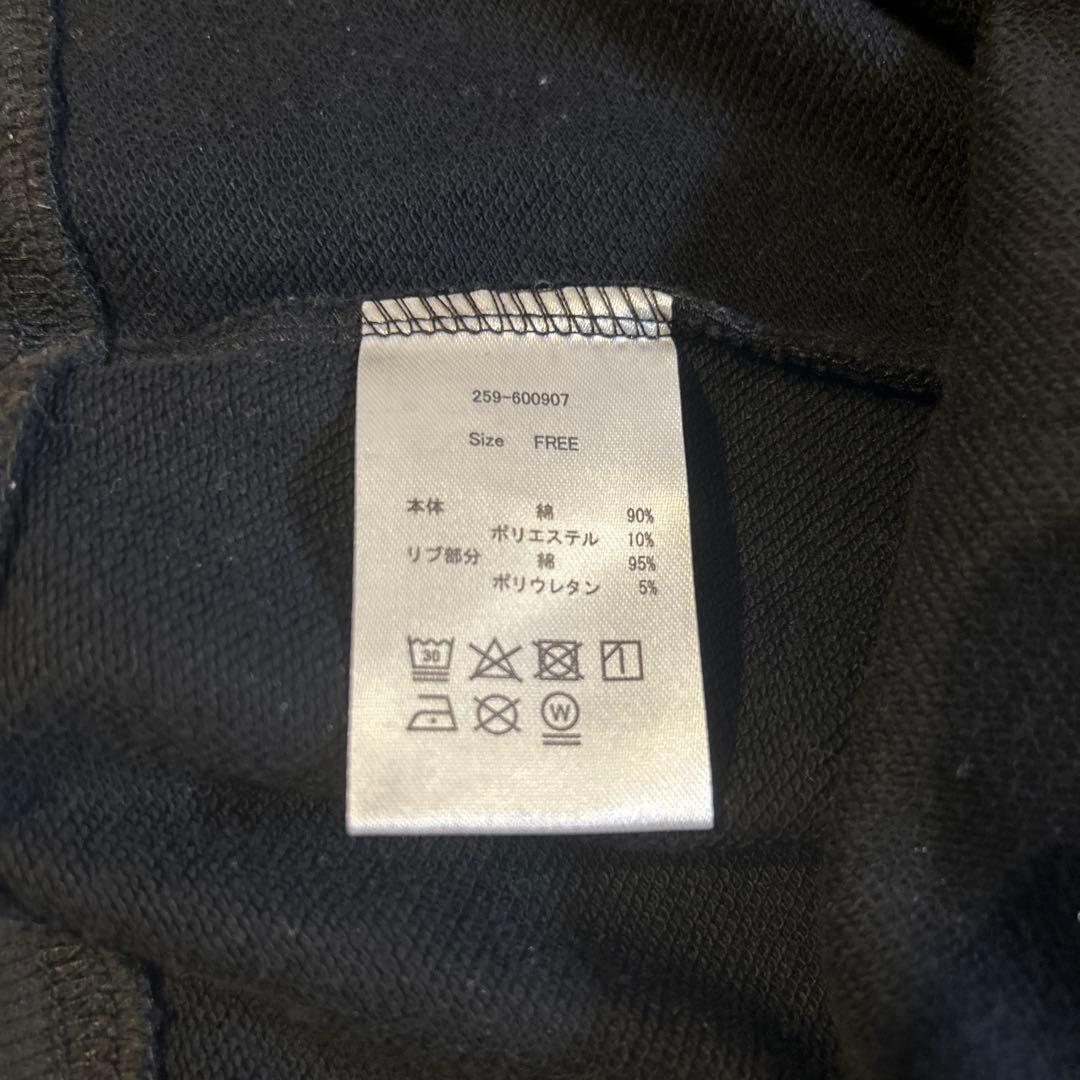 259-600907
Size FREE
本体 綿 90%
ポリエステル 10%
リブ部分 綿 95%
ポリウレタン 5%
30
W